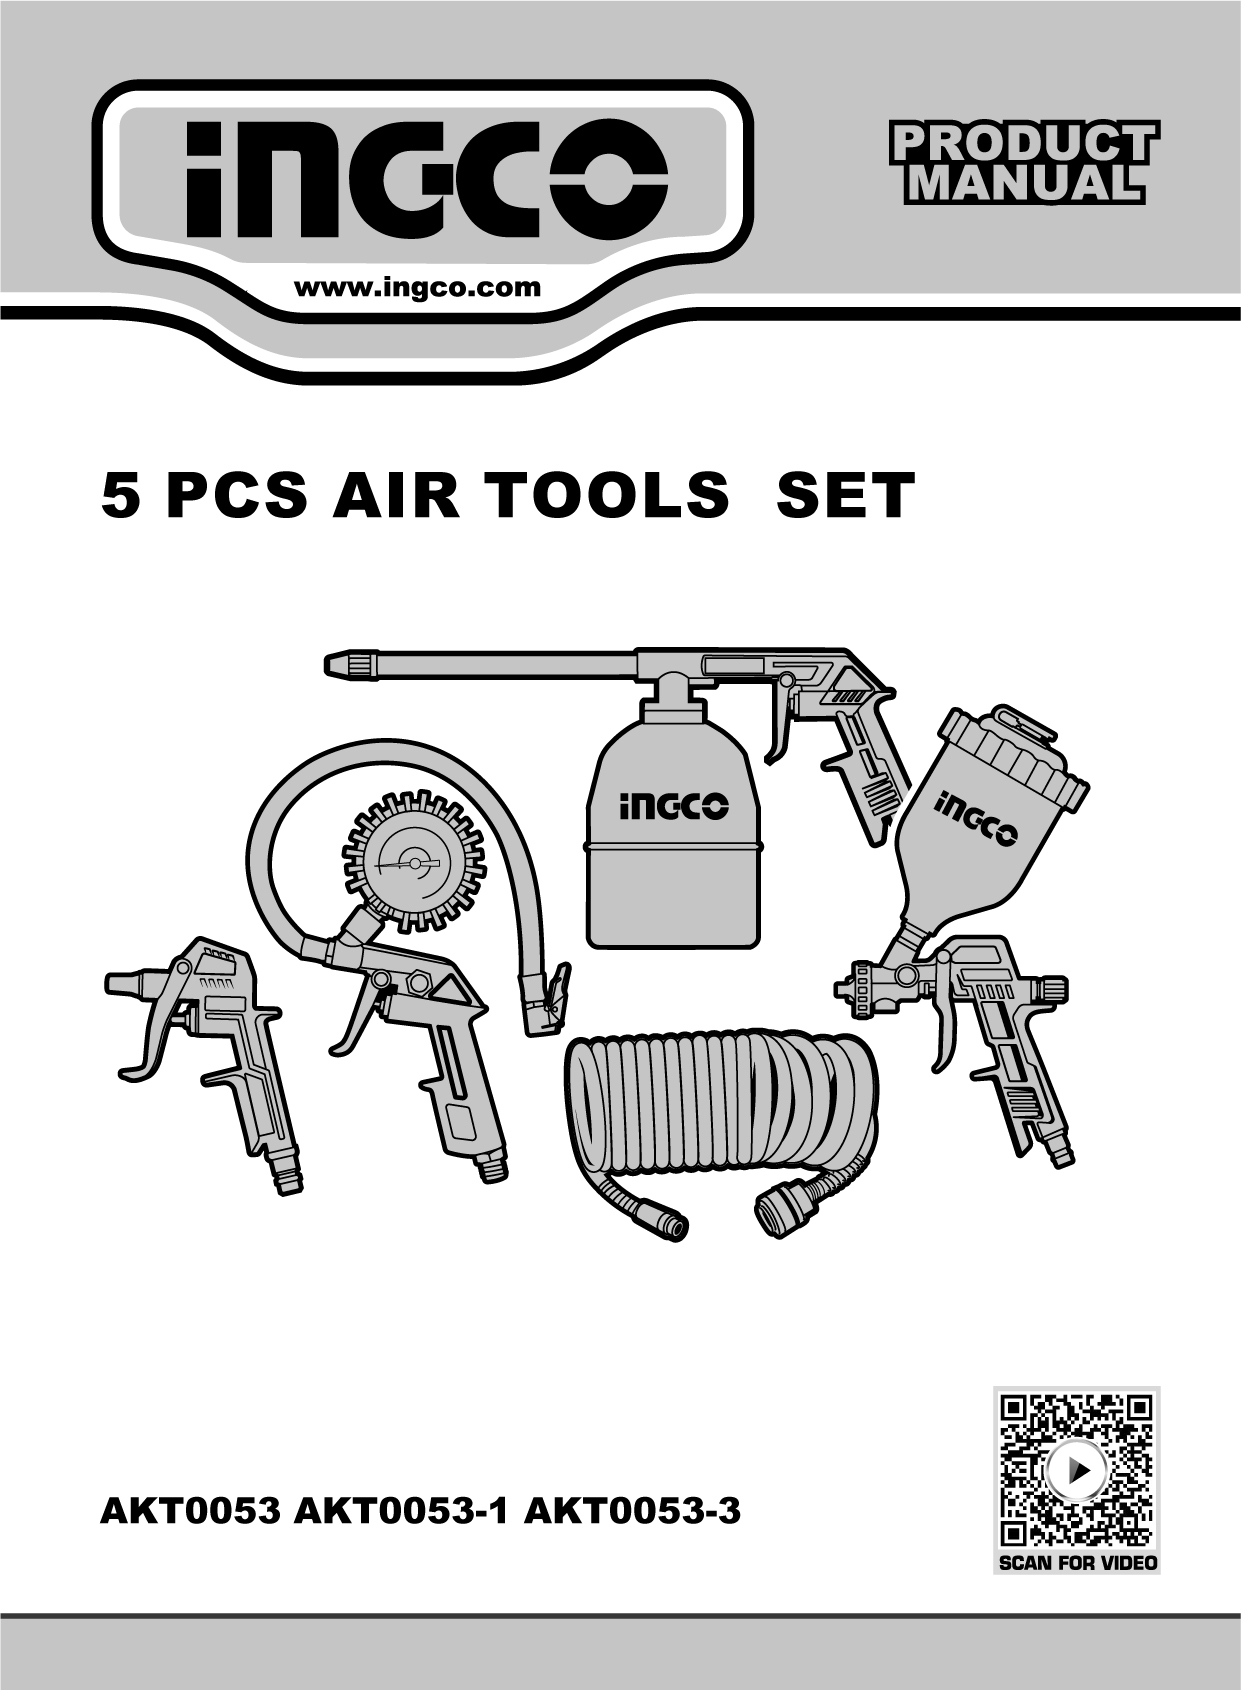 INGCO
www.ingco.com
PRODUCT
MANUAL
5 PCS AIR TOOLS SET
INGCO
INGCO
AKT0053 AKT0053-1 AKT0053-3
SCAN FOR VIDEO